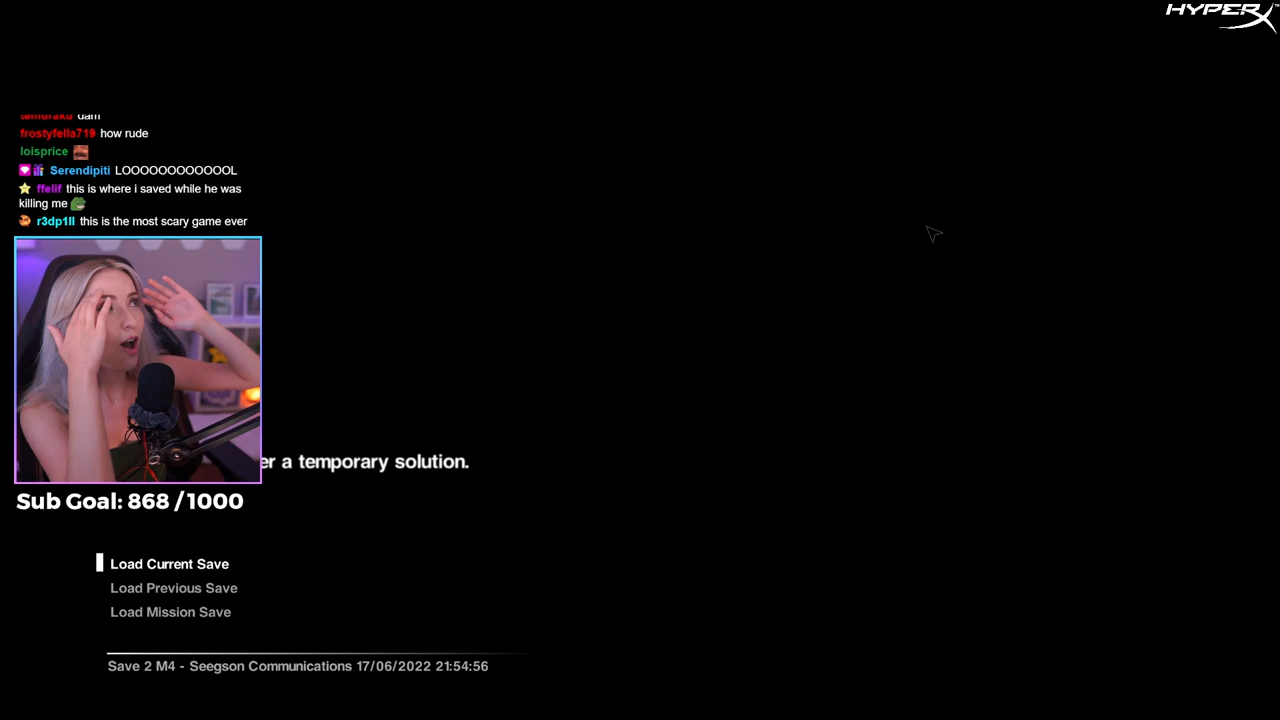 HYPERX
temuraku dam
frostyfella719 how rude
loisprice
Serendipiti LOOOOOOOOOOOOL
ffelif this is where i saved while he was
killing me
r3dp1ll this is the most scary game ever
er a temporary solution.
Sub Goal: 868 /1000
Load Current Save
Load Previous Save
Load Mission Save
Save 2 M4 - Seegson Communications 17/06/2022 21:54:56